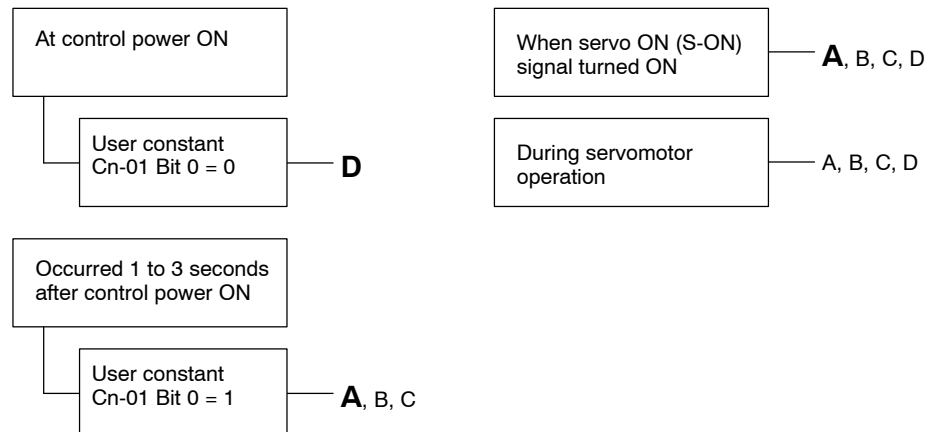 At control power ON
User constant
Cn-01 Bit 0 = 0
D
Occurred 1 to 3 seconds
after control power ON
User constant
Cn-01 Bit 0 = 1
A, B, C
When servo ON (S-ON)
signal turned ON
A, B, C, D
During servomotor
operation
A, B, C, D